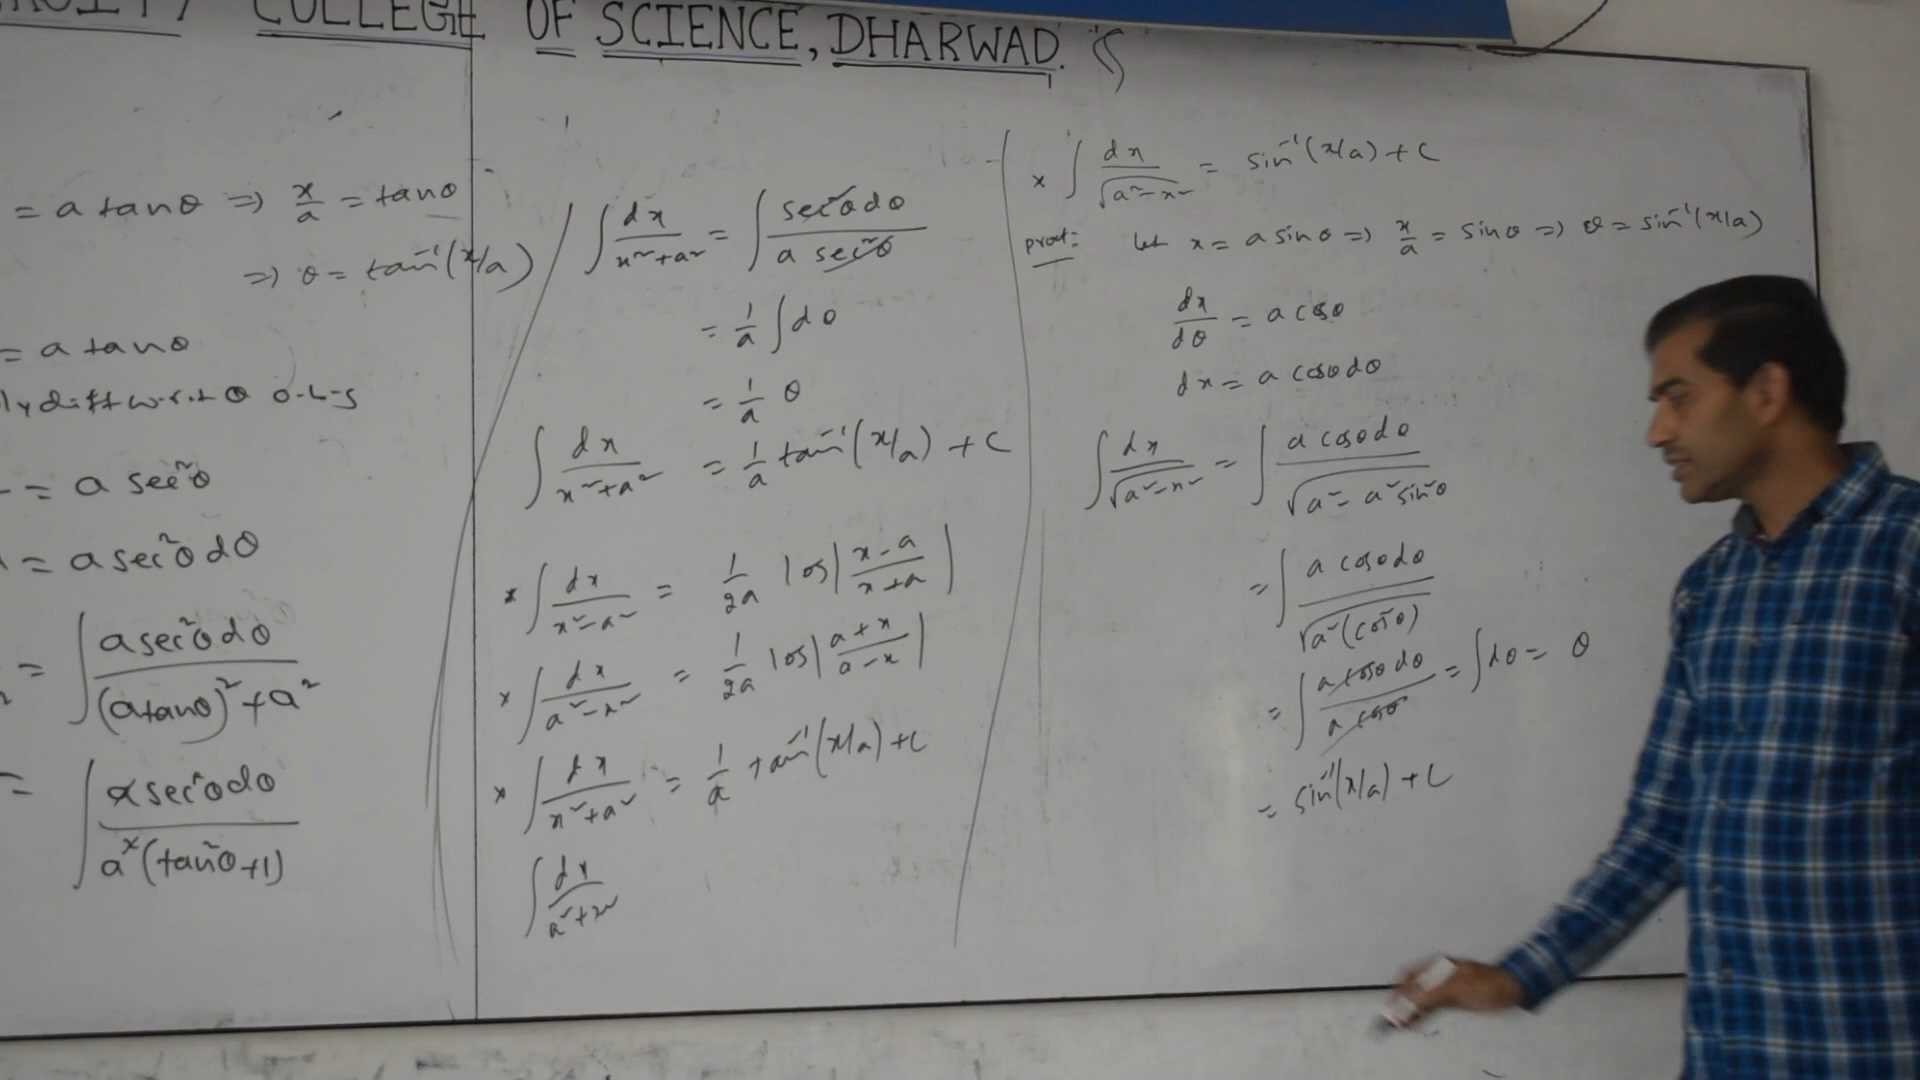 COLLEGE OF SCIENCE, DHARWAD.
= a tanθ => x/a = tanθ
=> θ = tan⁻¹(x/a)
= a tanθ
diff w.r.t θ o.b.s
= a sec²θ
= a sec²θ dθ
= ∫ a sec²θ dθ / (a tanθ)² + a²
= ∫ a sec²θ dθ / a²(tan²θ+1)
∫ dx / x²+a² = ∫ sec²θ dθ / a sec²θ
= 1/a ∫ dθ
= 1/a θ
∫ dx / x²+a² = 1/a tan⁻¹(x/a) + C
* ∫ dx / x²-a² = 1/2a log|x-a / x+a|
* ∫ dx / a²-x² = 1/2a log|a+x / a-x|
* ∫ dx / x²+a² = 1/a tan⁻¹(x/a) + C
∫ dx / a²+x²
* ∫ dx / √a²-x² = sin⁻¹(x/a) + C
proof: Let x = a sinθ => x/a = sinθ => θ = sin⁻¹(x/a)
dx/dθ = a cosθ
dx = a cosθ dθ
∫ dx / √a²-x² = ∫ a cosθ dθ / √a² - a² sin²θ
= ∫ a cosθ dθ / √a²(cos²θ)
= ∫ a cosθ dθ / a cosθ = ∫ dθ = θ
= sin⁻¹(x/a) + C